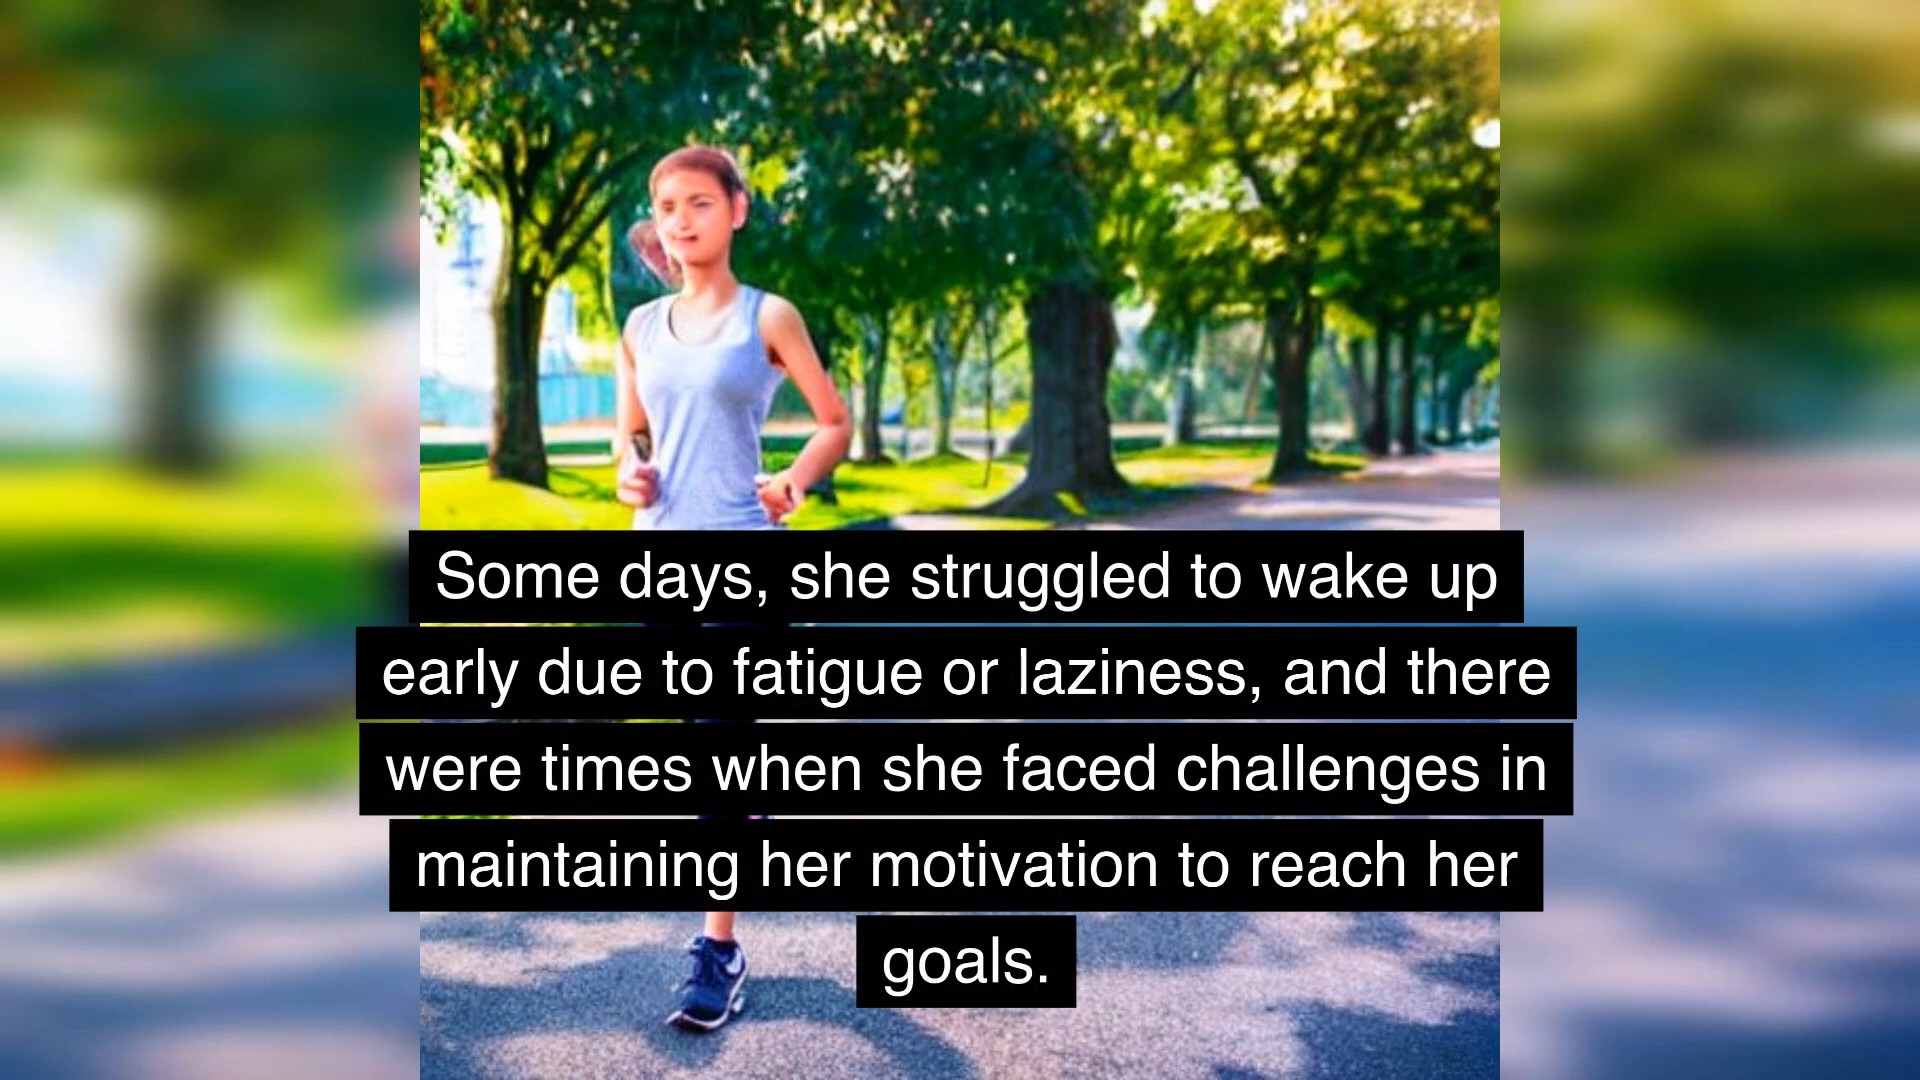 Some days, she struggled to wake up
early due to fatigue or laziness, and there
were times when she faced challenges in
maintaining her motivation to reach her
goals.